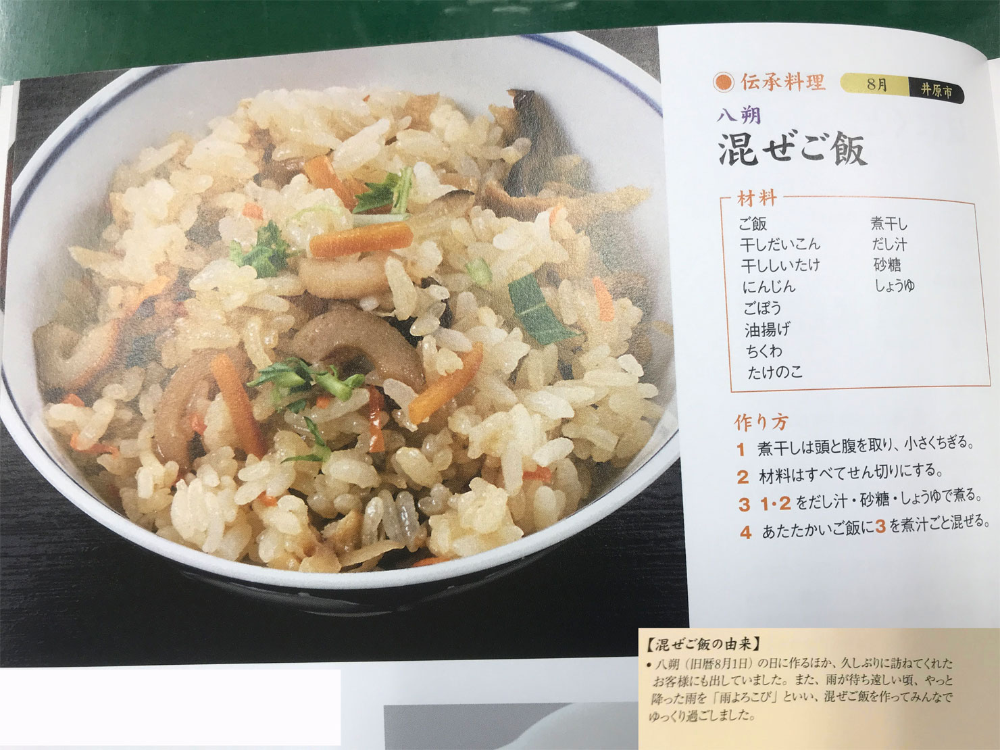 伝承料理 8月 井原市
八朔
混ぜご飯
材料
ご飯
干しだいこん
干ししいたけ
にんじん
ごぼう
油揚げ
ちくわ
たけのこ
煮干し
だし汁
砂糖
しょうゆ
作り方
1 煮干しは頭と腹を取り、小さくちぎる。
2 材料はすべてせん切りにする。
3 1・2をだし汁・砂糖・しょうゆで煮る。
4 あたたかいご飯に3を煮汁ごと混ぜる。
【混ぜご飯の由来】
• 八朔（旧暦8月1日）の日に作るほか、久しぶりに訪ねてくれた
お客様にも出していました。また、雨が待ち遠しい頃、やっと
降った雨を「雨よろこび」といい、混ぜご飯を作ってみんなで
ゆっくり過ごしました。